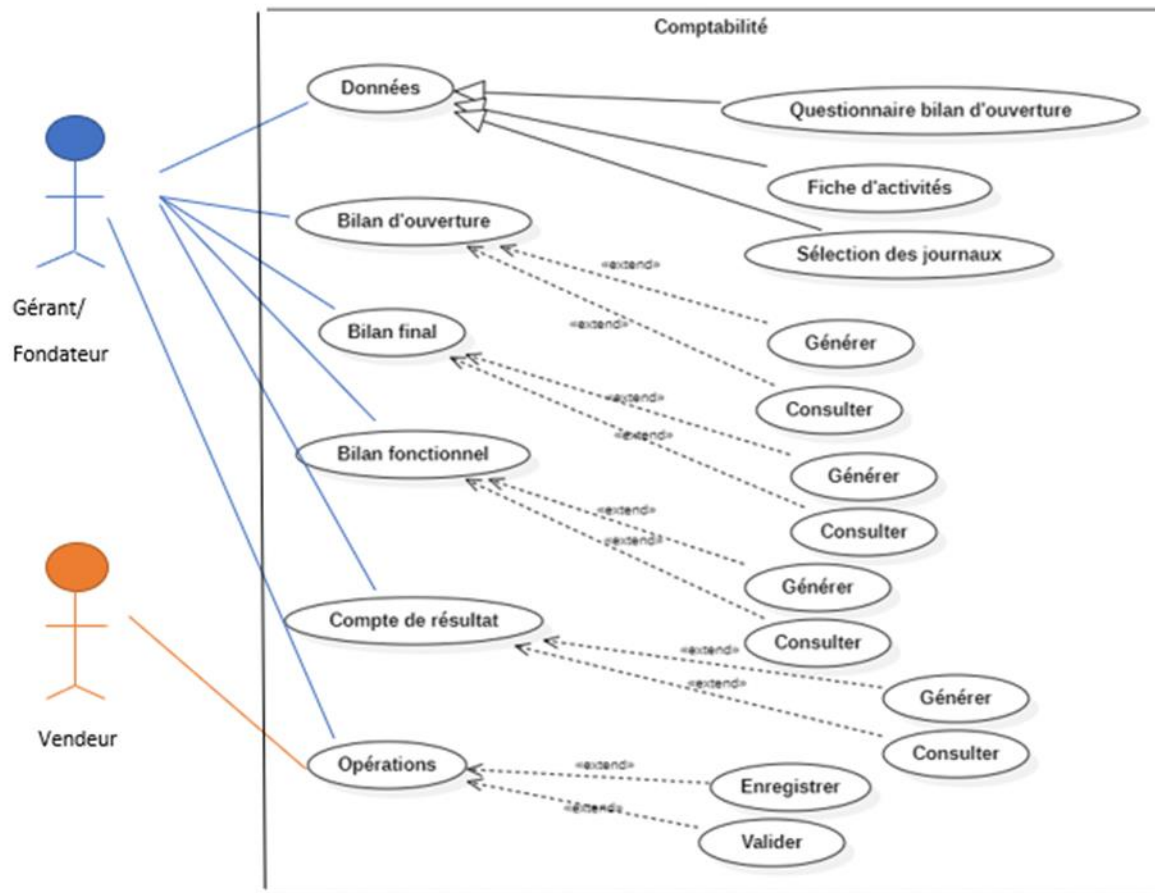 Comptabilité
Données
Questionnaire bilan d'ouverture
Fiche d'activités
Sélection des journaux
Bilan d'ouverture
«extend»
«extend»
Générer
Consulter
Gérant/
Fondateur
Bilan final
«extend»
«extend»
Générer
Consulter
Bilan fonctionnel
«extend»
«extend»
Générer
Consulter
Compte de résultat
«extend»
«extend»
Générer
Consulter
Vendeur
Opérations
«extend»
«extend»
Enregistrer
Valider